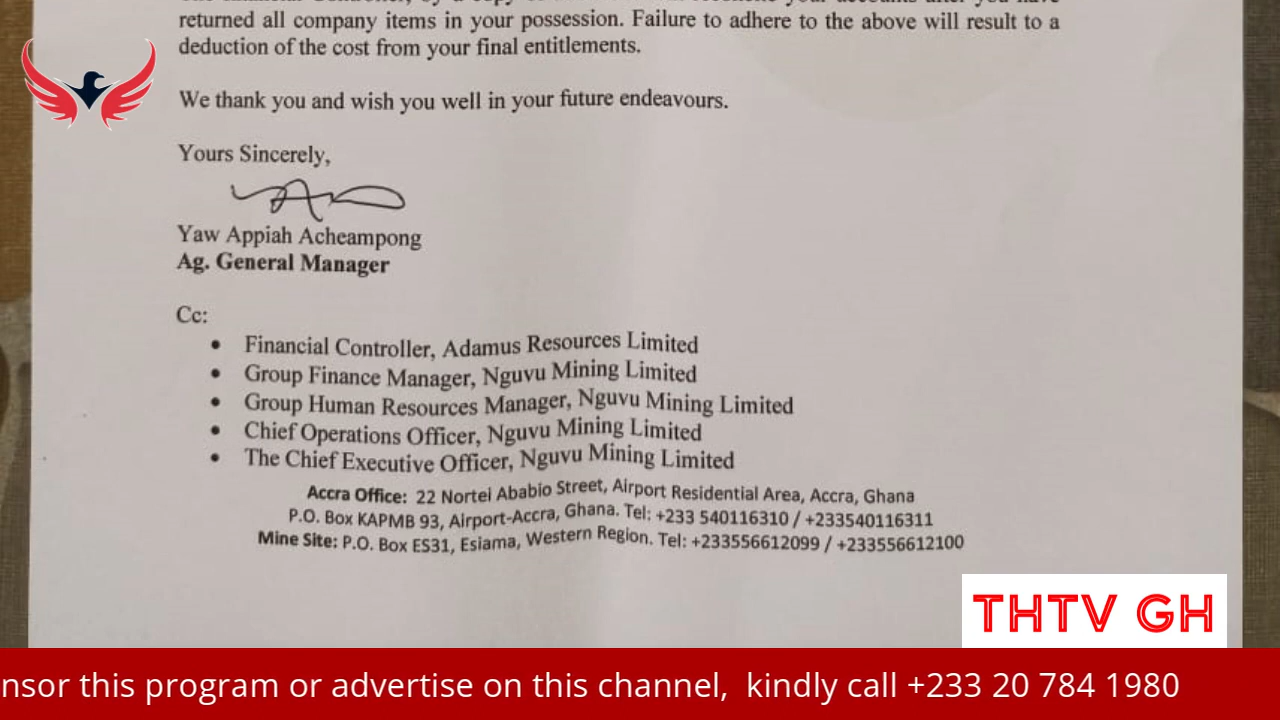 returned all company items in your possession. Failure to adhere to the above will result to a
deduction of the cost from your final entitlements.
We thank you and wish you well in your future endeavours.
Yours Sincerely,
Yaw Appiah Acheampong
Ag. General Manager
Cc:
• Financial Controller, Adamus Resources Limited
• Group Finance Manager, Nguvu Mining Limited
• Group Human Resources Manager, Nguvu Mining Limited
• Chief Operations Officer, Nguvu Mining Limited
• The Chief Executive Officer, Nguvu Mining Limited
Accra Office: 22 Nortei Ababio Street, Airport Residential Area, Accra, Ghana
P.O. Box KAPMB 93, Airport-Accra, Ghana. Tel: +233 540116310 / +233540116311
Mine Site: P.O. Box ES31, Esiama, Western Region. Tel: +233556612099 / +233556612100
THTV GH
nsor this program or advertise on this channel, kindly call +233 20 784 1980